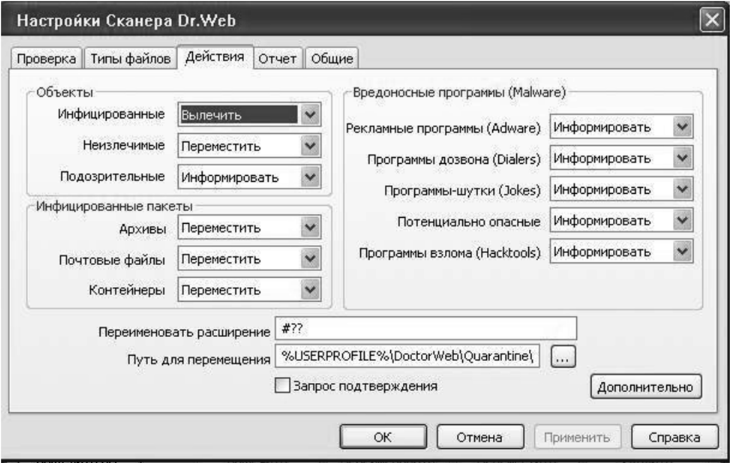 Настройки Сканера Dr.Web
Проверка Типы файлов Действия Отчет Общие
Объекты
Инфицированные Вылечить
Неизлечимые Переместить
Подозрительные Информировать
Инфицированные пакеты
Архивы Переместить
Почтовые файлы Переместить
Контейнеры Переместить
Вредоносные программы (Malware)
Рекламные программы (Adware) Информировать
Программы дозвона (Dialers) Информировать
Программы-шутки (Jokes) Информировать
Потенциально опасные Информировать
Программы взлома (Hacktools) Информировать
Переименовать расширение #??
Путь для перемещения %USERPROFILE%\DoctorWeb\Quarantine\ ...
Запрос подтверждения
Дополнительно
OK Отмена Применить Справка